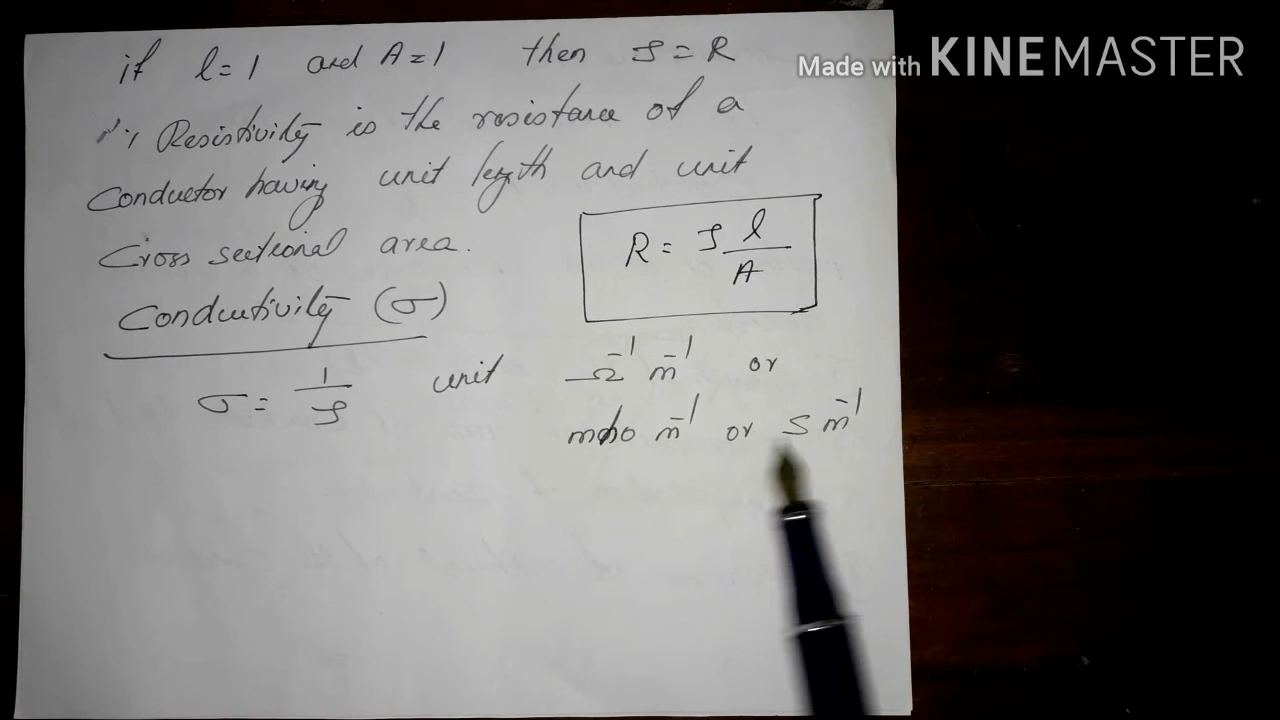 if l = 1 and A = 1 then ρ = R
Made with KINEMASTER
∴ Resistivity is the resistance of a
Conductor having unit length and unit
Cross sectional area.
R = ρ l/A
Conductivity (σ)
σ = 1/ρ unit Ω⁻¹ m⁻¹ or
mho m⁻¹ or S m⁻¹